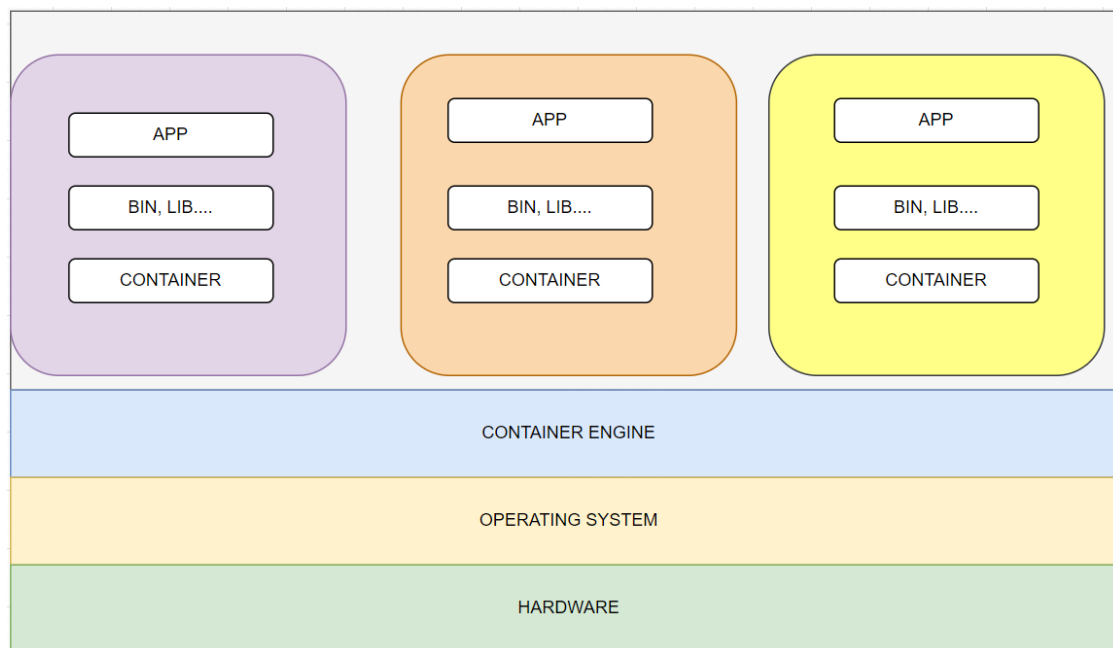 APP
BIN, LIB....
CONTAINER
APP
BIN, LIB....
CONTAINER
APP
BIN, LIB....
CONTAINER
CONTAINER ENGINE
OPERATING SYSTEM
HARDWARE